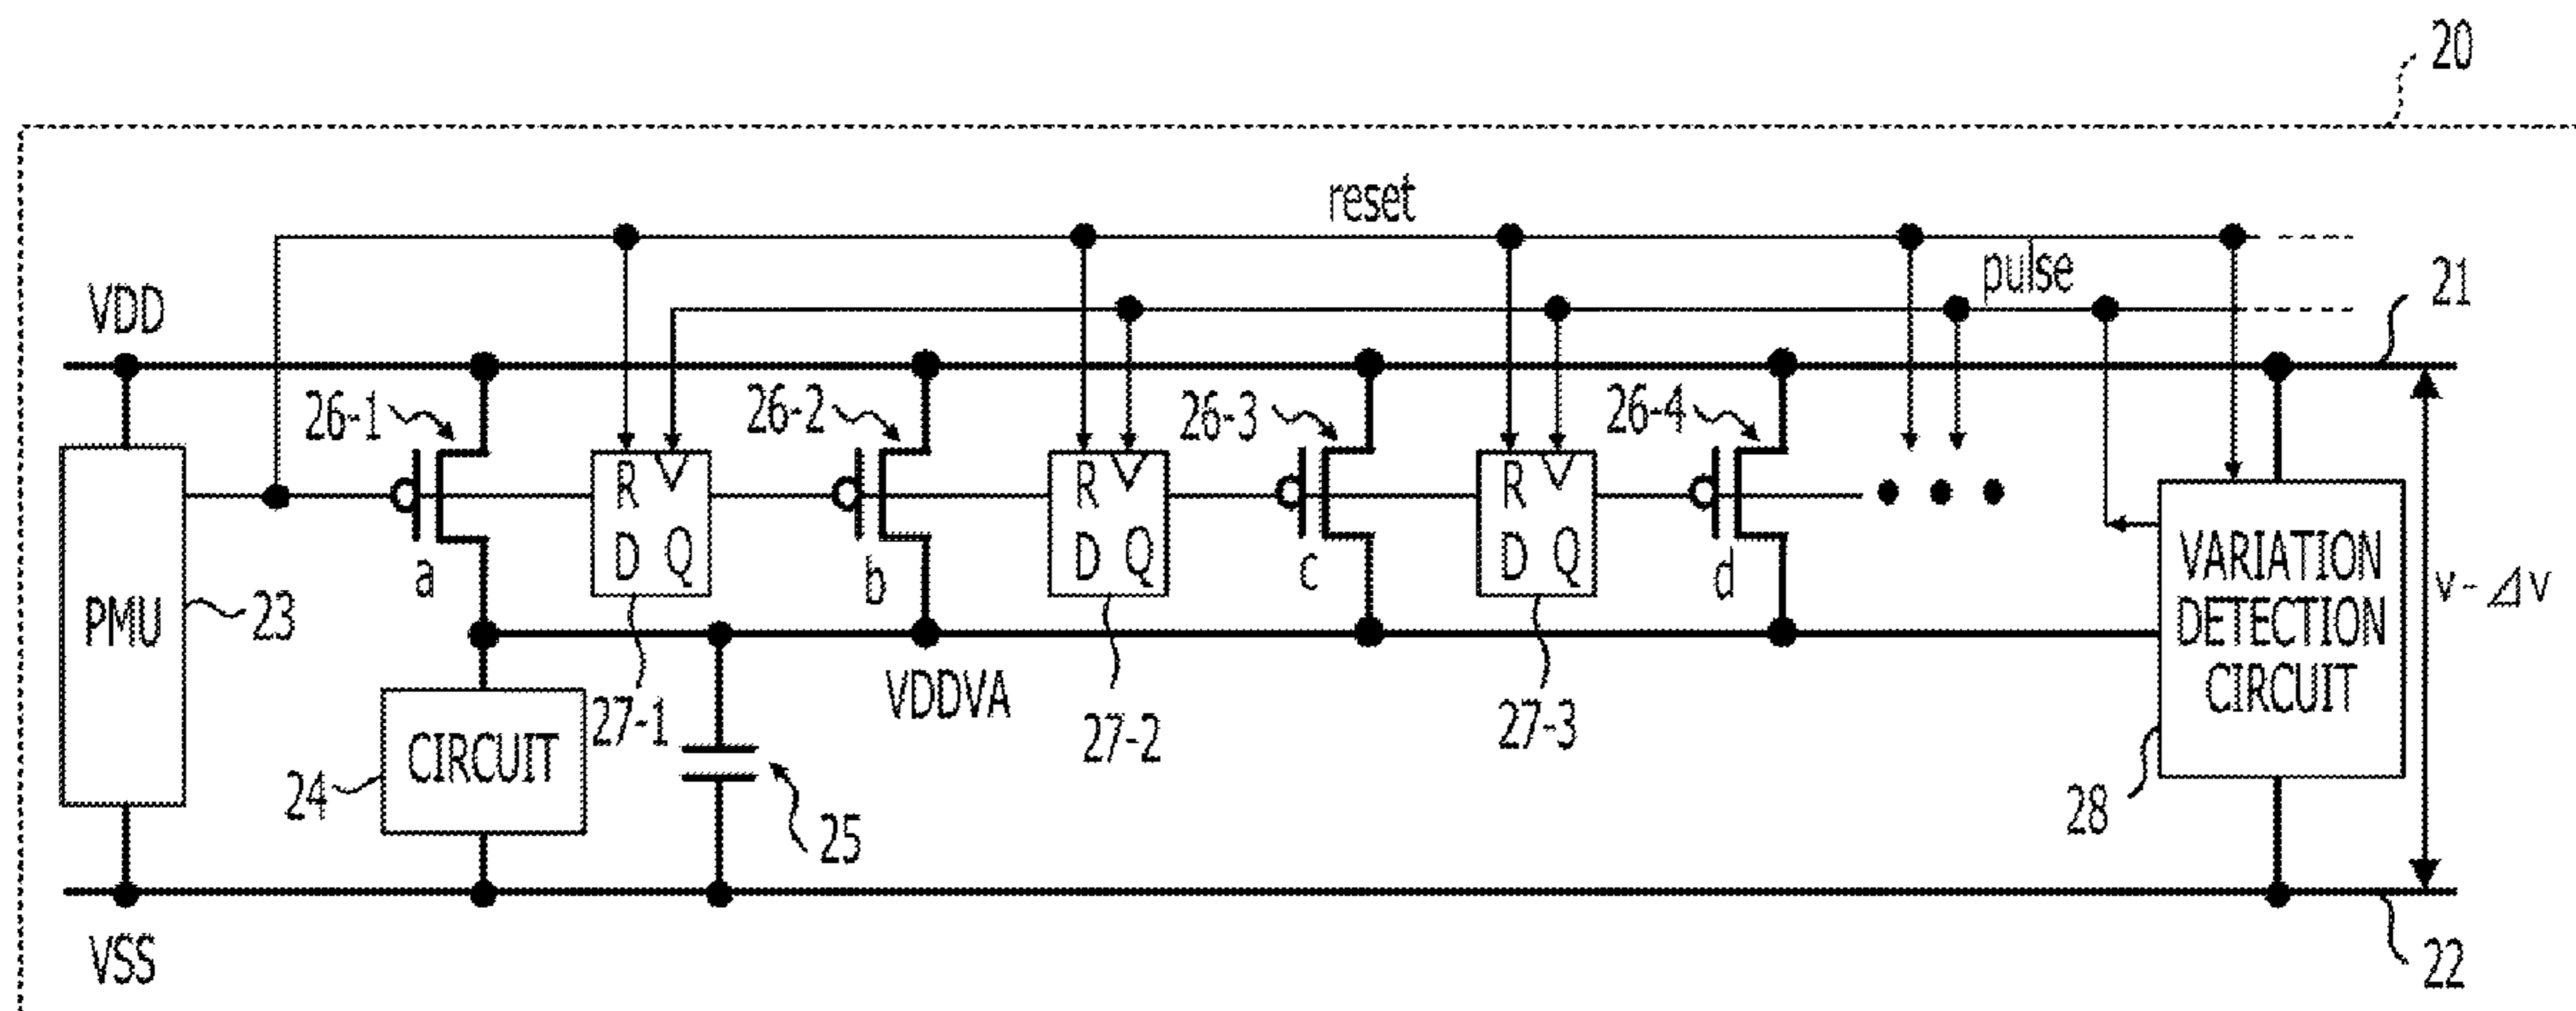 20
reset
pulse
VDD
21
26-1
26-2
26-3
26-4
R
R
R
D Q
D Q
D Q
a
b
c
d
PMU
23
VARIATION
DETECTION
CIRCUIT
v-⊿v
27-1
VDDVA
27-2
27-3
CIRCUIT
24
25
28
VSS
22